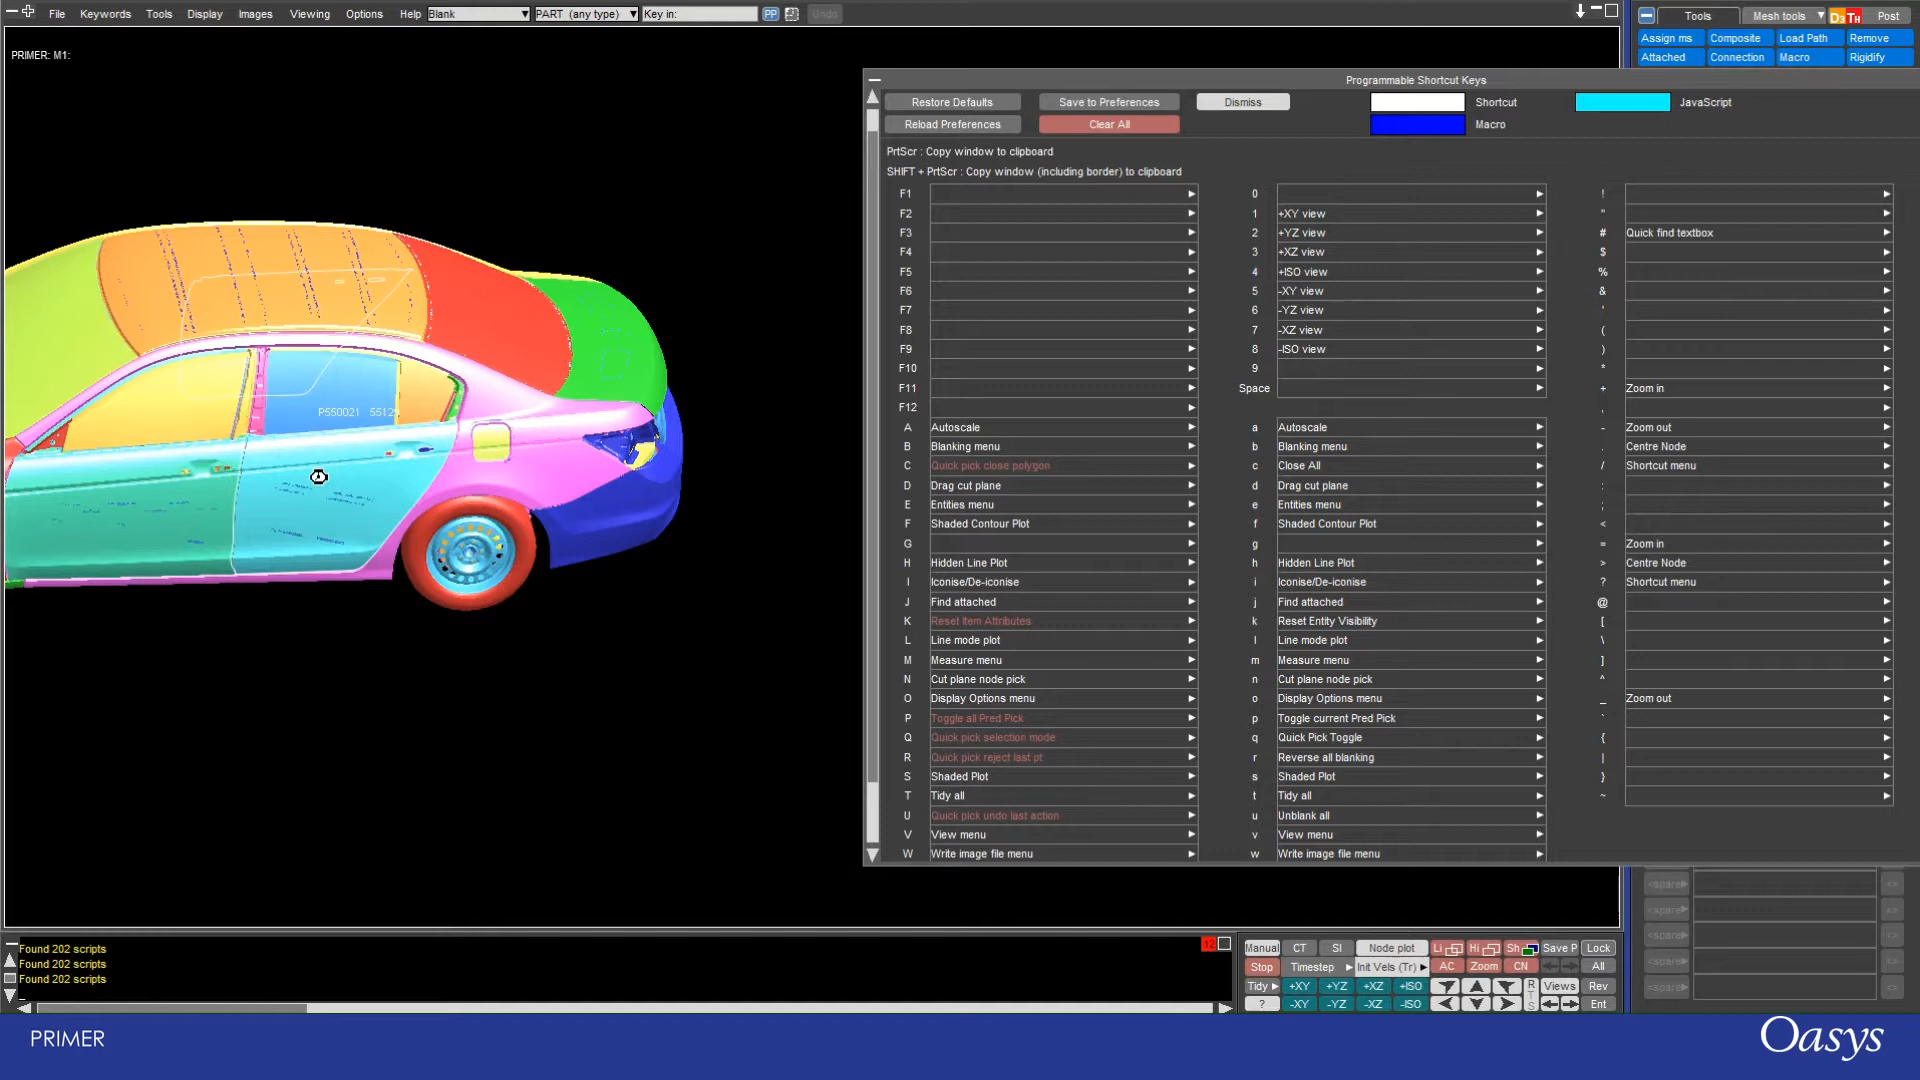 File Keywords Tools Display Images Viewing Options Help Blank PART (any type) Key in: PP Undo
PRIMER: M1:
Tools Mesh tools D3 TH Post
Assign ms Composite Load Path Remove
Attached Connection Macro Rigidify
Programmable Shortcut Keys
Restore Defaults Save to Preferences Dismiss Shortcut JavaScript
Reload Preferences Clear All Macro
PrtScr : Copy window to clipboard
SHIFT + PrtScr : Copy window (including border) to clipboard
F1 0 !
F2 1 +XY view "
F3 2 +YZ view # Quick find textbox
F4 3 +XZ view $
F5 4 +ISO view %
F6 5 -XY view &
F7 6 -YZ view '
F8 7 -XZ view (
F9 8 -ISO view )
F10 9 *
F11 Space + Zoom in
F12 ,
A Autoscale a Autoscale - Zoom out
B Blanking menu b Blanking menu . Centre Node
C Quick pick close polygon c Close All / Shortcut menu
D Drag cut plane d Drag cut plane :
E Entities menu e Entities menu ;
F Shaded Contour Plot f Shaded Contour Plot <
G g = Zoom in
H Hidden Line Plot h Hidden Line Plot > Centre Node
I Iconise/De-iconise i Iconise/De-iconise ? Shortcut menu
J Find attached j Find attached @
K Reset Item Attributes k Reset Entity Visibility [
L Line mode plot l Line mode plot \
M Measure menu m Measure menu ]
N Cut plane node pick n Cut plane node pick ^
O Display Options menu o Display Options menu _ Zoom out
P Toggle all Pred Pick p Toggle current Pred Pick `
Q Quick pick selection mode q Quick Pick Toggle {
R Quick pick reject last pt r Reverse all blanking |
S Shaded Plot s Shaded Plot }
T Tidy all t Tidy all ~
U Quick pick undo last action u Unblank all
V View menu v View menu
W Write image file menu w Write image file menu
P550021
<spare> <>
<spare> <>
<spare> <>
<spare> <>
<spare> <>
Found 202 scripts
Found 202 scripts
Found 202 scripts
12
Manual CT SI Node plot Li Hi Sh Save P Lock
Stop Timestep Init Vels (Tr) AC Zoom CN All
Tidy +XY +YZ +XZ +ISO R T S Views Rev
? -XY -YZ -XZ -ISO Ent
PRIMER
Oasys